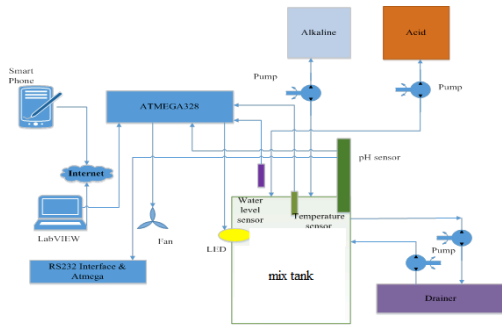 Alkaline
Acid
Smart
Phone
Pump
Pump
ATMEGA328
pH sensor
Internet
Water
level sensor
Temperature
sensor
LabVIEW
Fan
LED
Pump
RS232 Interface &
Atmega
mix tank
Drainer